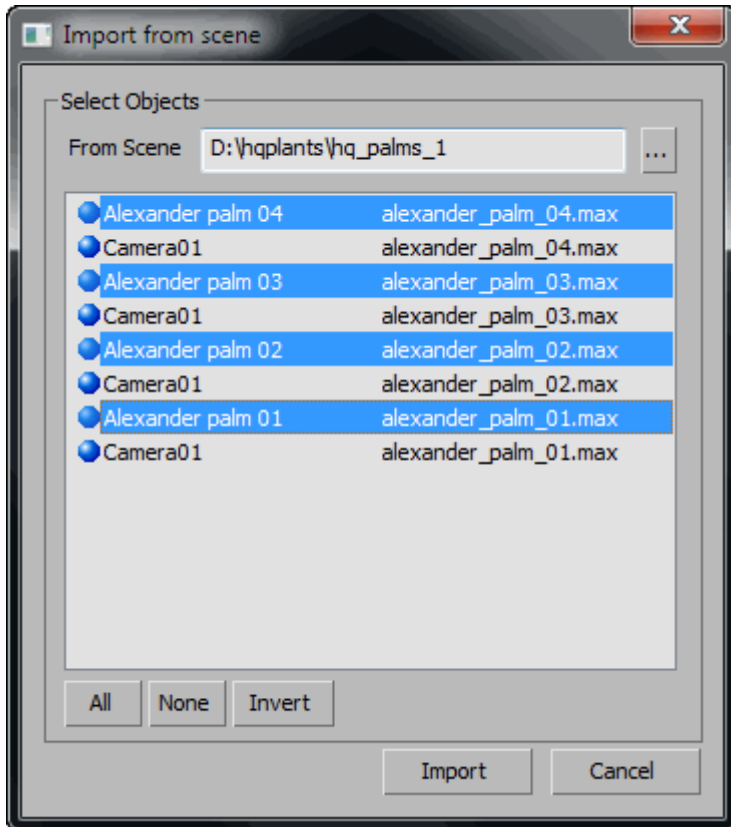 Import from scene
Select Objects
From Scene D:\hqplants\hq_palms_1 ...
Alexander palm 04 alexander_palm_04.max
Camera01 alexander_palm_04.max
Alexander palm 03 alexander_palm_03.max
Camera01 alexander_palm_03.max
Alexander palm 02 alexander_palm_02.max
Camera01 alexander_palm_02.max
Alexander palm 01 alexander_palm_01.max
Camera01 alexander_palm_01.max
All None Invert
Import Cancel